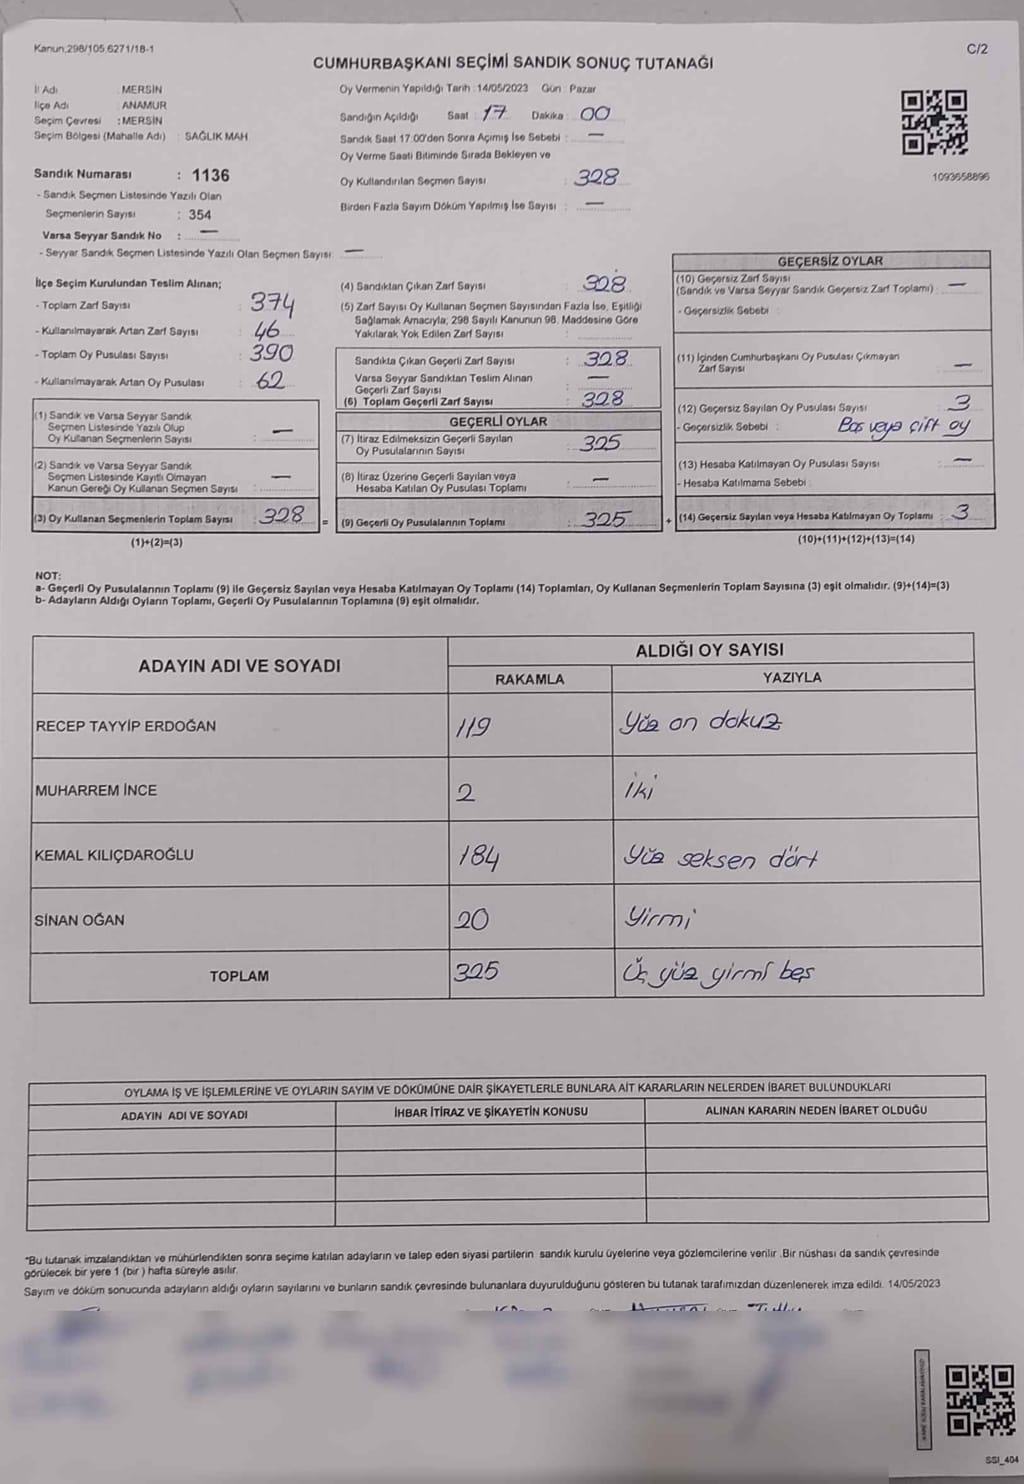 Kanun,298/105,6271/18-1
C/2
CUMHURBAŞKANI SEÇİMİ SANDIK SONUÇ TUTANAĞI
İl Adı : MERSİN
İlçe Adı : ANAMUR
Seçim Çevresi : MERSİN
Seçim Bölgesi (Mahalle Adı) : SAĞLIK MAH.
Oy Vermenin Yapıldığı Tarih : 14/05/2023 Gün : Pazar
Sandığın Açıldığı Saat : 17 Dakika : 00
Sandık Saat 17.00'den Sonra Açımış İse Sebebi : —
Oy Verme Saati Bitiminde Sırada Bekleyen ve
Oy Kullandırılan Seçmen Sayısı : 328
Birden Fazla Sayım Döküm Yapılmış İse Sayısı : —
1093658896
Sandık Numarası : 1136
- Sandık Seçmen Listesinde Yazılı Olan
Seçmenlerin Sayısı : 354
Varsa Seyyar Sandık No : —
- Seyyar Sandık Seçmen Listesinde Yazılı Olan Seçmen Sayısı: —
İlçe Seçim Kurulundan Teslim Alınan;
- Toplam Zarf Sayısı : 374
- Kullanılmayarak Artan Zarf Sayısı : 46
- Toplam Oy Pusulası Sayısı : 390
- Kullanılmayarak Artan Oy Pusulası : 62
(1) Sandık ve Varsa Seyyar Sandık
Seçmen Listesinde Yazılı Olup
Oy Kullanan Seçmenlerin Sayısı : —
(2) Sandık ve Varsa Seyyar Sandık
Seçmen Listesinde Kayıtlı Olmayan
Kanun Gereği Oy Kullanan Seçmen Sayısı : —
(3) Oy Kullanan Seçmenlerin Toplam Sayısı : 328
(1)+(2)=(3)
(4) Sandıktan Çıkan Zarf Sayısı : 328
(5) Zarf Sayısı Oy Kullanan Seçmen Sayısından Fazla İse, Eşitliği
Sağlamak Amacıyla; 298 Sayılı Kanunun 98. Maddesine Göre
Yakılarak Yok Edilen Zarf Sayısı :
Sandıkta Çıkan Geçerli Zarf Sayısı : 328
Varsa Seyyar Sandıktan Teslim Alınan
Geçerli Zarf Sayısı : —
(6) Toplam Geçerli Zarf Sayısı : 328
GEÇERLİ OYLAR
(7) İtiraz Edilmeksizin Geçerli Sayılan
Oy Pusulalarının Sayısı : 325
(8) İtiraz Üzerine Geçerli Sayılan veya
Hesaba Katılan Oy Pusulası Toplamı : —
= (9) Geçerli Oy Pusulalarının Toplamı : 325
GEÇERSİZ OYLAR
(10) Geçersiz Zarf Sayısı
(Sandık ve Varsa Seyyar Sandık Geçersiz Zarf Toplamı) : —
- Geçersizlik Sebebi :
(11) İçinden Cumhurbaşkanı Oy Pusulası Çıkmayan
Zarf Sayısı : —
(12) Geçersiz Sayılan Oy Pusulası Sayısı : 3
- Geçersizlik Sebebi : Boş veya çift oy
(13) Hesaba Katılmayan Oy Pusulası Sayısı : —
- Hesaba Katılmama Sebebi :
+ (14) Geçersiz Sayılan veya Hesaba Katılmayan Oy Toplamı : 3
(10)+(11)+(12)+(13)=(14)
NOT:
a- Geçerli Oy Pusulalarının Toplamı (9) ile Geçersiz Sayılan veya Hesaba Katılmayan Oy Toplamı (14) Toplamları, Oy Kullanan Seçmenlerin Toplam Sayısına (3) eşit olmalıdır. (9)+(14)=(3)
b- Adayların Aldığı Oyların Toplamı, Geçerli Oy Pusulalarının Toplamına (9) eşit olmalıdır.
ADAYIN ADI VE SOYADI
ALDIĞI OY SAYISI
RAKAMLA YAZIYLA
RECEP TAYYİP ERDOĞAN 119 Yüz on dokuz
MUHARREM İNCE 2 İki
KEMAL KILIÇDAROĞLU 184 Yüz seksen dört
SİNAN OĞAN 20 Yirmi
TOPLAM 325 Üç yüz yirmi beş
OYLAMA İŞ VE İŞLEMLERİNE VE OYLARIN SAYIM VE DÖKÜMÜNE DAİR ŞİKAYETLERLE BUNLARA AİT KARARLARIN NELERDEN İBARET BULUNDUKLARI
ADAYIN ADI VE SOYADI İHBAR İTİRAZ VE ŞİKAYETİN KONUSU ALINAN KARARIN NEDEN İBARET OLDUĞU
*Bu tutanak imzalandıktan ve mühürlendikten sonra seçime katılan adayların ve talep eden siyasi partilerin sandık kurulu üyelerine veya gözlemcilerine verilir .Bir nüshası da sandık çevresinde
görülecek bir yere 1 (bir ) hafta süreyle asılır.
Sayım ve döküm sonucunda adayların aldığı oyların sayılarını ve bunların sandık çevresinde bulunanlara duyurulduğunu gösteren bu tutanak tarafımızdan düzenlenerek imza edildi. 14/05/2023
SSI_404